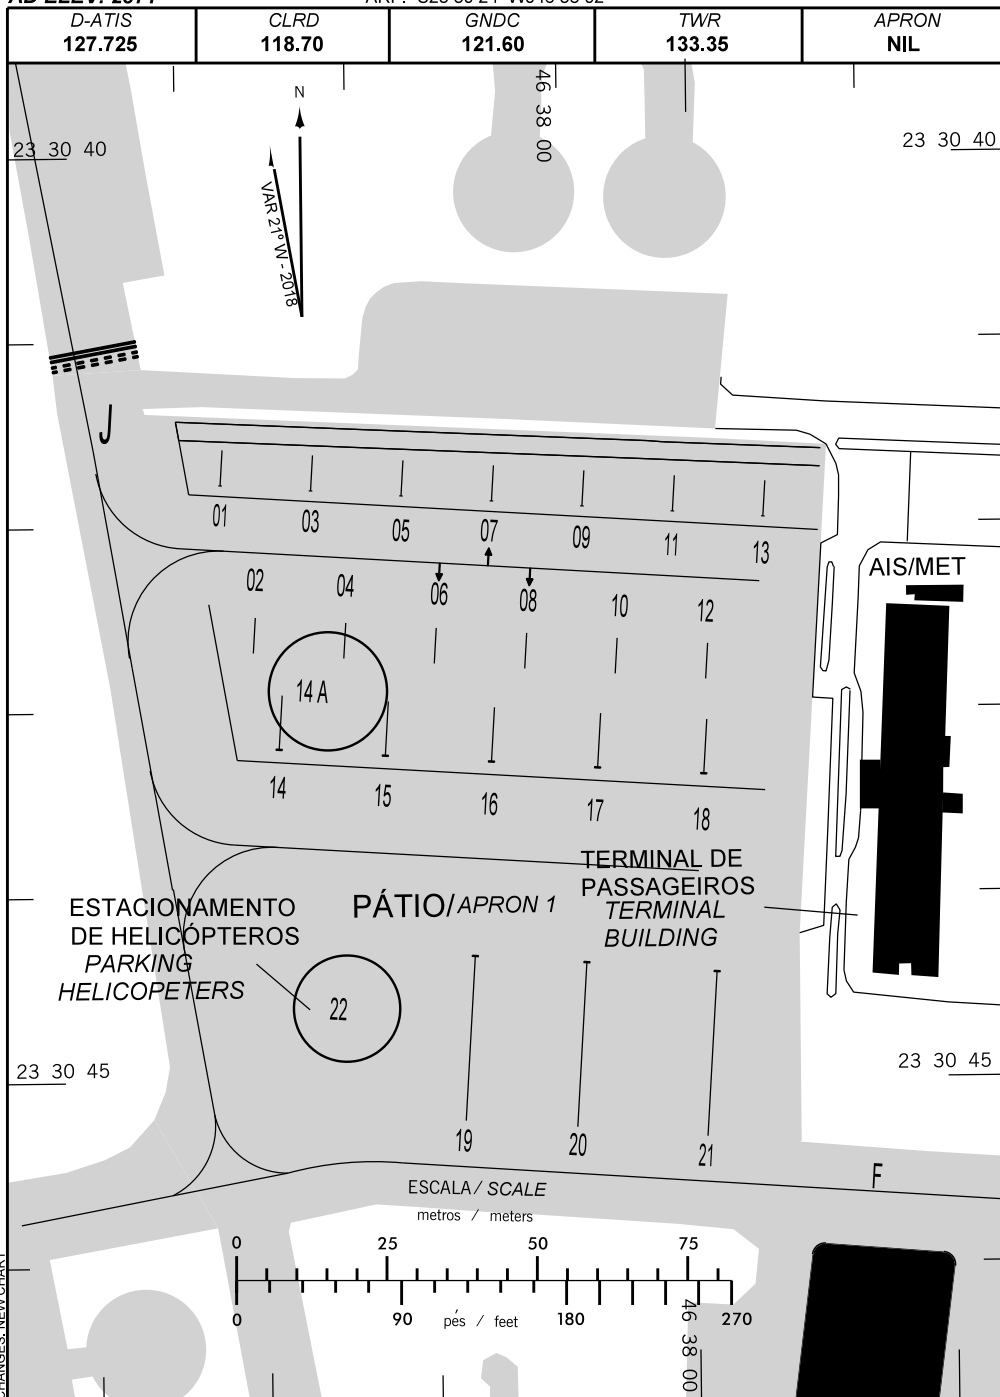 D-ATIS
127.725
CLRD
118.70
GNDC
121.60
TWR
133.35
APRON
NIL
46 38 00
N
23 30 40
23 30 40
VAR 21° W - 2018
J
01
03
05
07
09
11
13
AIS/MET
02
04
06
08
10
12
14 A
14
15
16
17
18
TERMINAL DE
PASSAGEIROS
TERMINAL
BUILDING
PÁTIO/APRON 1
ESTACIONAMENTO
DE HELICÓPTEROS
PARKING
HELICOPETERS
22
23 30 45
23 30 45
19
20
21
F
ESCALA/ SCALE
metros / meters
0 25 50 75
0 90 180 270
pés / feet
46 38 00
CHANGES: NEW CHART